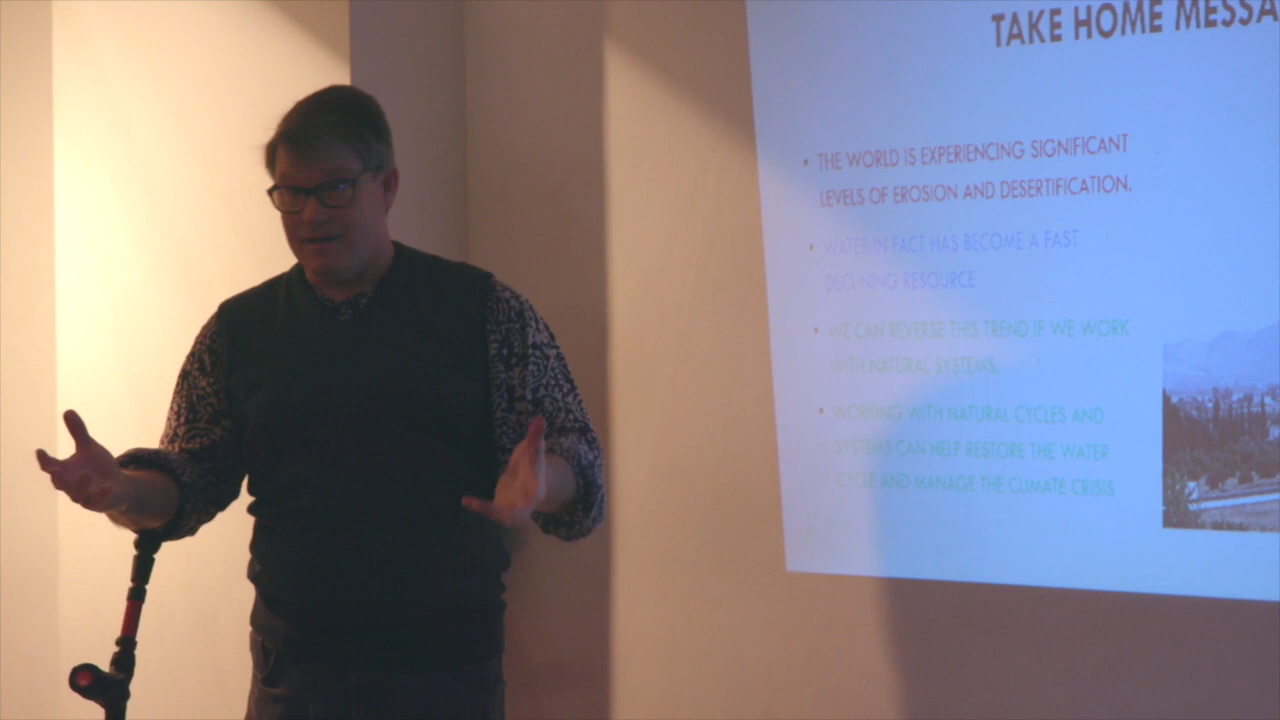 TAKE HOME MESSA
• THE WORLD IS EXPERIENCING SIGNIFICANT
LEVELS OF EROSION AND DESERTIFICATION.
• WATER IN FACT HAS BECOME A FAST
DECLINING RESOURCE
• WE CAN REVERSE THIS TREND IF WE WORK
WITH NATURAL SYSTEMS.
• WORKING WITH NATURAL CYCLES AND
SYSTEMS CAN HELP RESTORE THE WATER
CYCLE AND MANAGE THE CLIMATE CRISIS